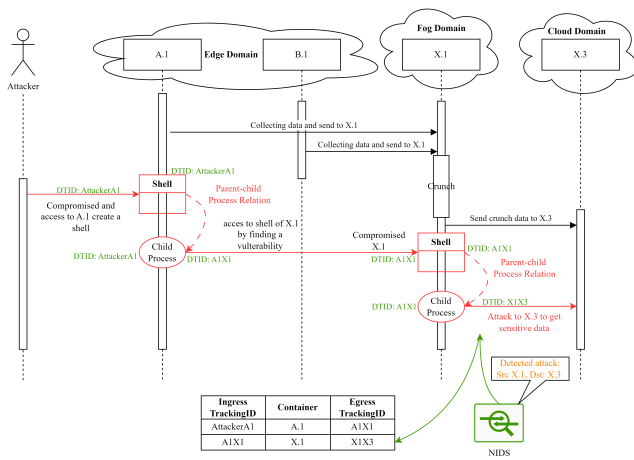 Fog Domain
Cloud Domain
A.1
Edge Domain
B.1
X.1
X.3
Attacker
Collecting data and send to X.1
Collecting data and send to X.1
DTID: AttackerA1
DTID: AttackerA1
Shell
Parent-child
Process Relation
Crunch
Compromised and
access to A.1 create a
shell
Send crunch data to X.3
acces to shell of X.1
by finding a
vulterability
Compromised
X.1
Shell
DTID: A1X1
Child
Process
DTID: AttackerA1
DTID: A1X1
DTID: A1X1
Parent-child
Process Relation
DTID: A1X1
Child
Process
DTID: X1X3
Attack to X.3 to get
sensitive data
Detected attack:
Src X.1, Dst: X.3
Ingress
TrackingID
Container
Egress
TrackingID
AttackerA1
A.1
A1X1
A1X1
X.1
X1X3
NIDS